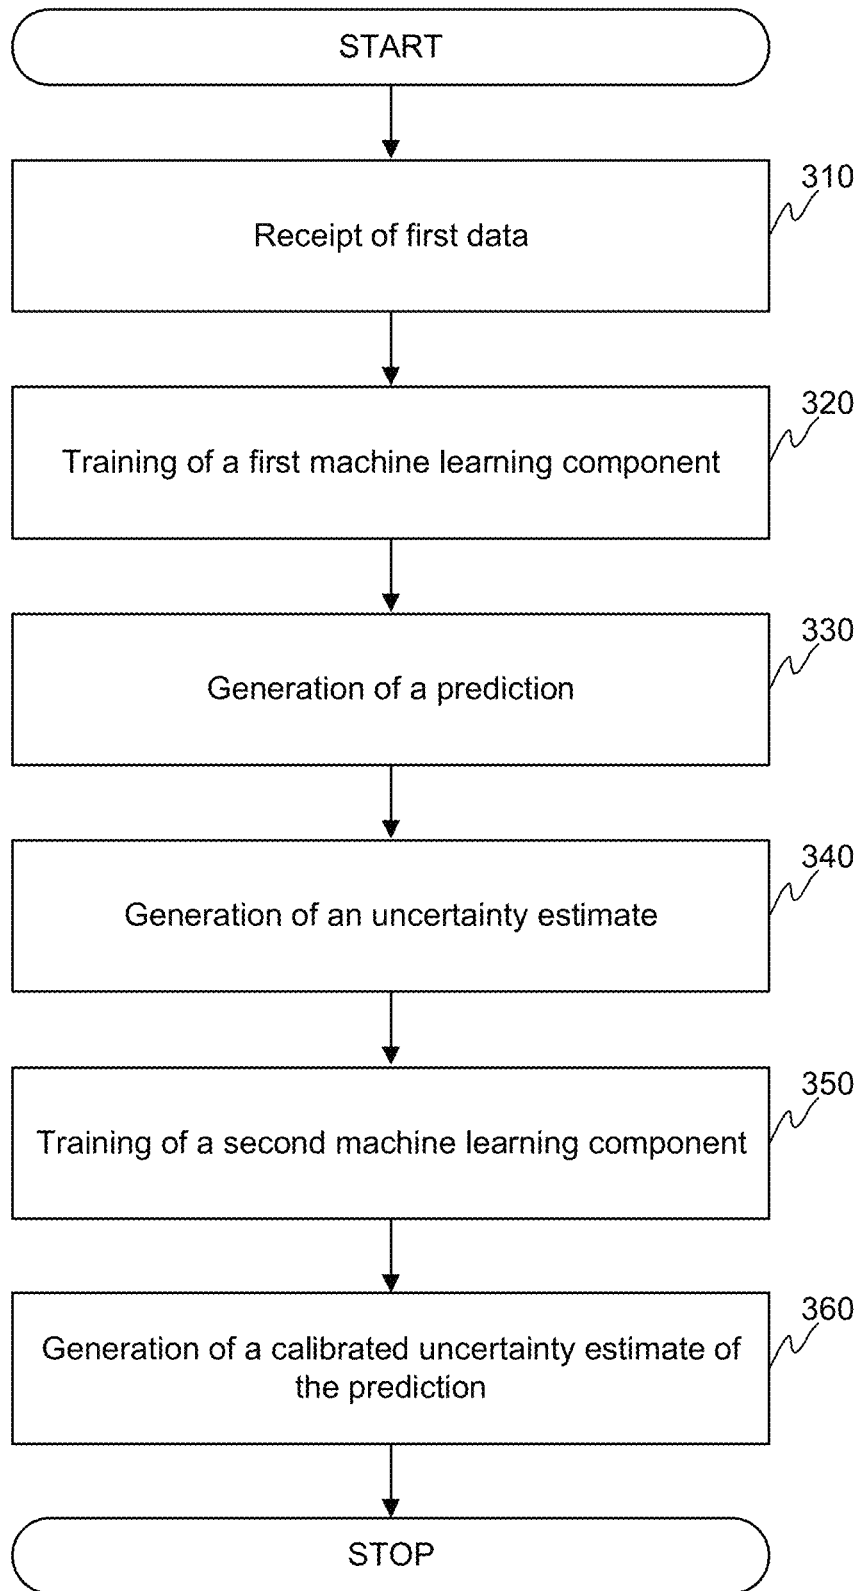 START
310
Receipt of first data
320
Training of a first machine learning component
330
Generation of a prediction
340
Generation of an uncertainty estimate
350
Training of a second machine learning component
360
Generation of a calibrated uncertainty estimate of
the prediction
STOP